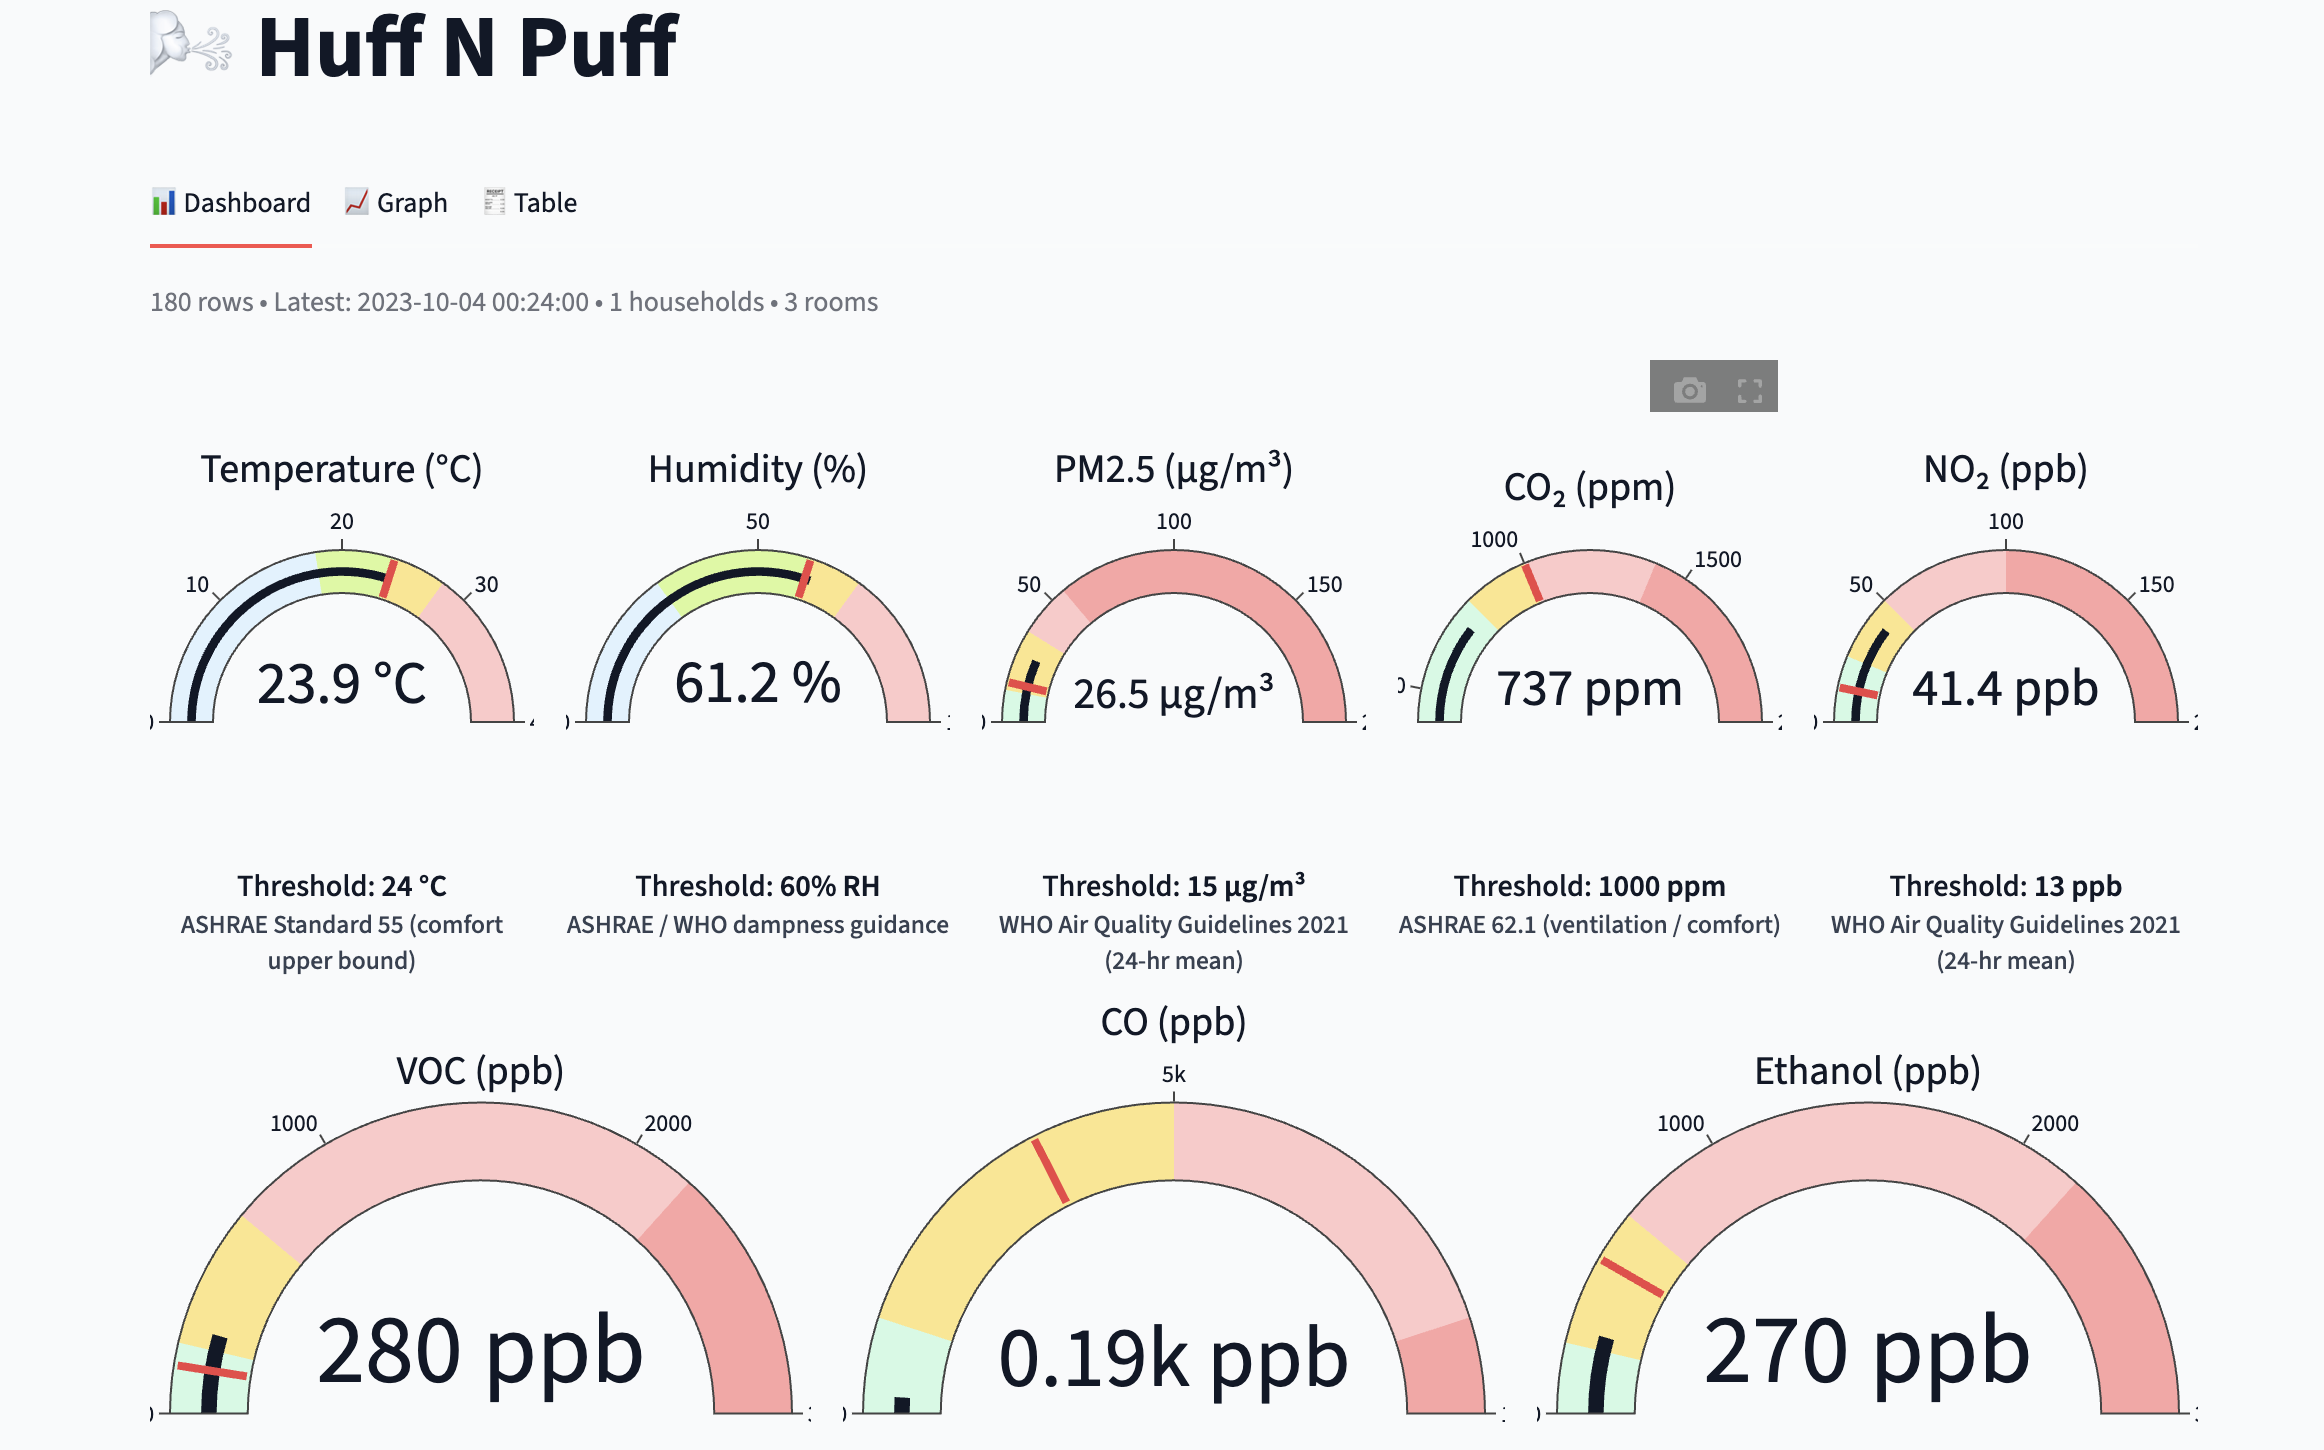 Huff N Puff
Dashboard Graph Table
180 rows • Latest: 2023-10-04 00:24:00 • 1 households • 3 rooms
Temperature (°C)
10
20
30
23.9 °C
Humidity (%)
50
61.2 %
PM2.5 (µg/m³)
50
100
150
26.5 µg/m³
CO₂ (ppm)
1000
1500
737 ppm
NO₂ (ppb)
50
100
150
41.4 ppb
Threshold: 24 °C
ASHRAE Standard 55 (comfort
upper bound)
Threshold: 60% RH
ASHRAE / WHO dampness guidance
Threshold: 15 µg/m³
WHO Air Quality Guidelines 2021
(24-hr mean)
Threshold: 1000 ppm
ASHRAE 62.1 (ventilation / comfort)
Threshold: 13 ppb
WHO Air Quality Guidelines 2021
(24-hr mean)
VOC (ppb)
1000
2000
280 ppb
CO (ppb)
5k
0.19k ppb
Ethanol (ppb)
1000
2000
270 ppb